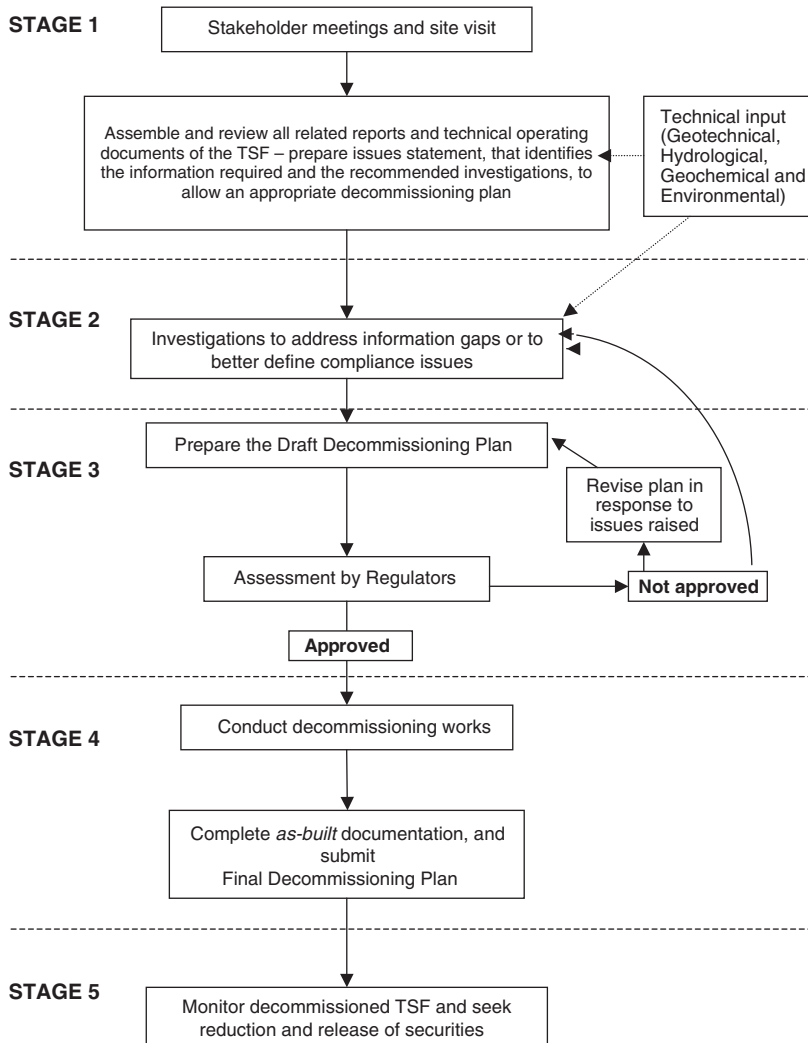 STAGE 1
Stakeholder meetings and site visit
Assemble and review all related reports and technical operating
documents of the TSF – prepare issues statement, that identifies
the information required and the recommended investigations, to
allow an appropriate decommissioning plan
Technical input
(Geotechnical,
Hydrological,
Geochemical and
Environmental)
STAGE 2
Investigations to address information gaps or to
better define compliance issues
STAGE 3
Prepare the Draft Decommissioning Plan
Revise plan in
response to
issues raised
Assessment by Regulators
Not approved
Approved
STAGE 4
Conduct decommissioning works
Complete as-built documentation, and
submit
Final Decommissioning Plan
STAGE 5
Monitor decommissioned TSF and seek
reduction and release of securities